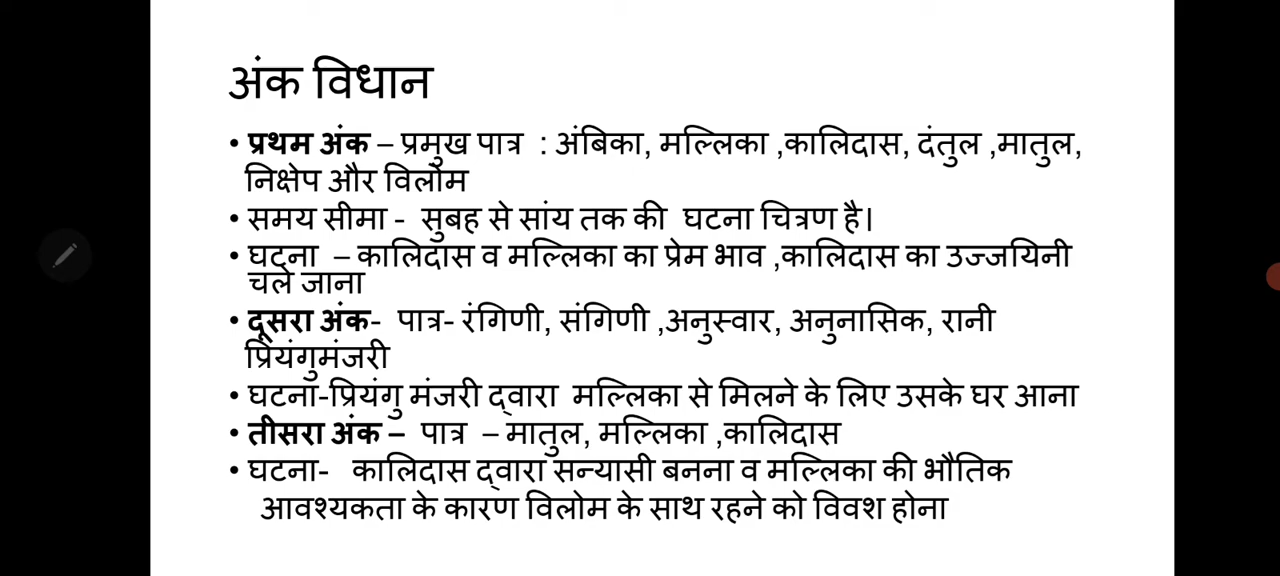 अंक विधान
• प्रथम अंक – प्रमुख पात्र : अंबिका, मल्लिका ,कालिदास, दंतुल ,मातुल,
निक्षेप और विलोम
• समय सीमा - सुबह से सांय तक की घटना चित्रण है।
• घटना – कालिदास व मल्लिका का प्रेम भाव ,कालिदास का उज्जयिनी
चले जाना
• दूसरा अंक- पात्र- रंगिणी, संगिणी ,अनुस्वार, अनुनासिक, रानी
प्रियंगुमंजरी
• घटना-प्रियंगु मंजरी द्वारा मल्लिका से मिलने के लिए उसके घर आना
• तीसरा अंक – पात्र – मातुल, मल्लिका ,कालिदास
• घटना- कालिदास द्वारा सन्यासी बनना व मल्लिका की भौतिक
आवश्यकता के कारण विलोम के साथ रहने को विवश होना